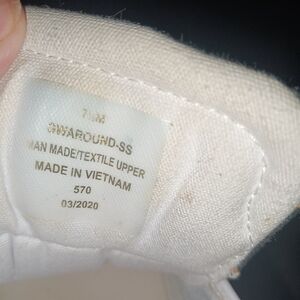 GWAROUND-SS
MAN MADE/TEXTILE UPPER
MADE IN VIETNAM
570
03/2020